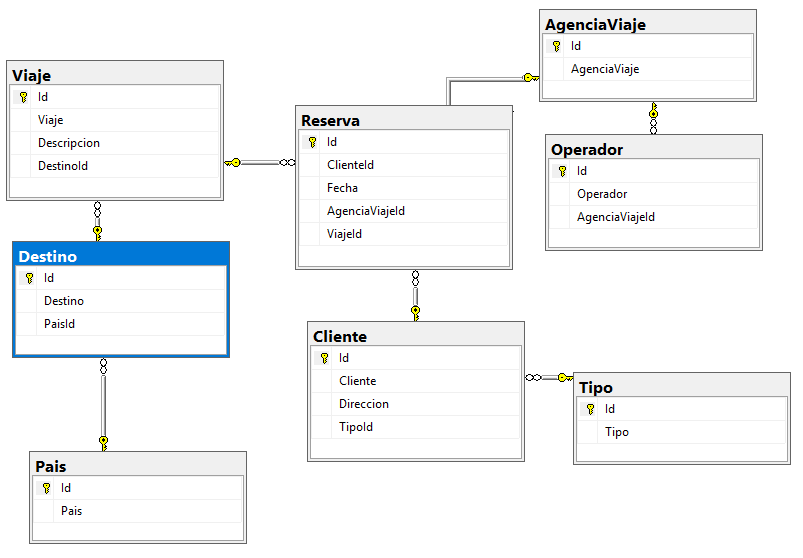 AgenciaViaje
Id
AgenciaViaje
Viaje
Id
Viaje
Descripcion
DestinoId
Reserva
Id
ClienteId
Fecha
AgenciaViajeId
ViajeId
Operador
Id
Operador
AgenciaViajeId
Destino
Id
Destino
PaisId
Cliente
Id
Cliente
Direccion
TipoId
Tipo
Id
Tipo
Pais
Id
Pais